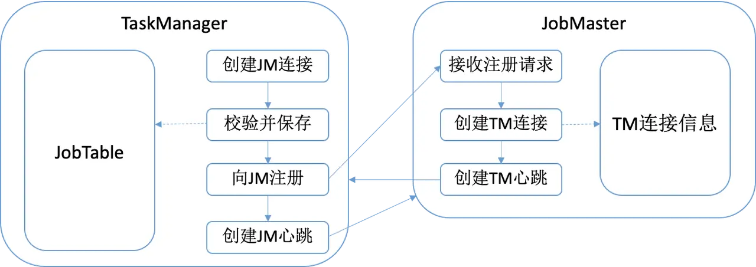 TaskManager
JobTable
创建JM连接
校验并保存
向JM注册
创建JM心跳
JobMaster
接收注册请求
创建TM连接
创建TM心跳
TM连接信息